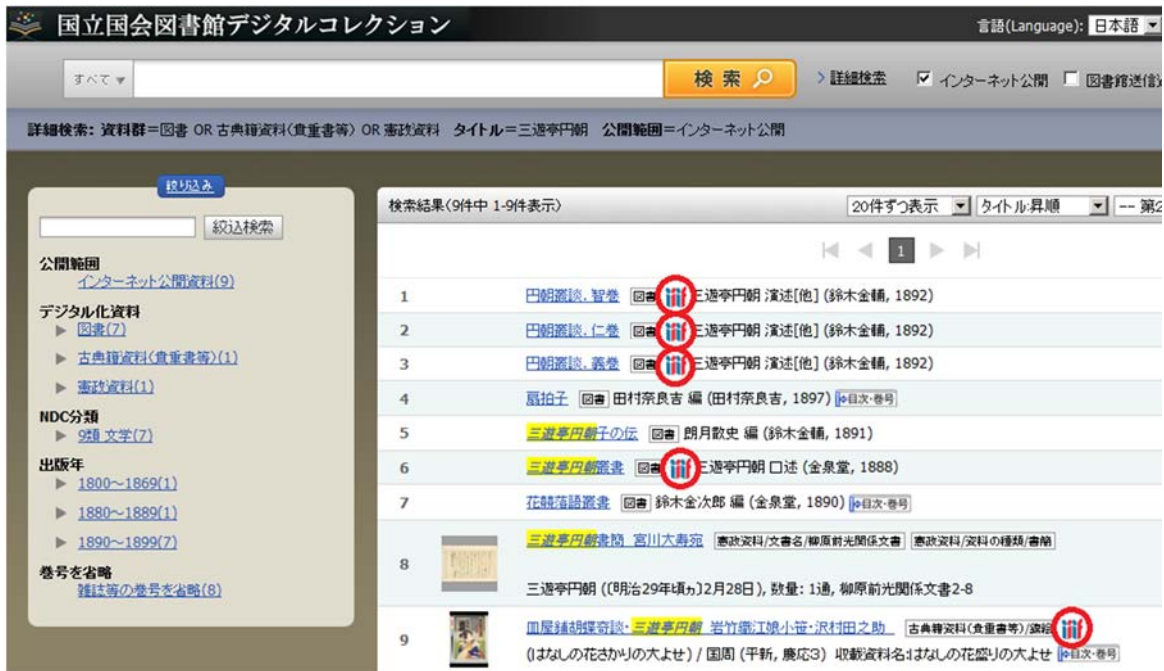 国立国会図書館デジタルコレクション
言語(Language): 日本語
すべて
検索
詳細検索
インターネット公開
図書館送信
詳細検索: 資料群=図書 OR 古典籍資料(貴重書等) OR 憲政資料 タイトル=三遊亭円朝 公開範囲=インターネット公開
絞り込み
絞込検索
公開範囲
インターネット公開資料(9)
デジタル化資料
図書(7)
古典籍資料(貴重書等)(1)
憲政資料(1)
NDC分類
9類 文学(7)
出版年
1800~1869(1)
1880~1889(1)
1890~1899(7)
巻号を省略
雑誌等の巻号を省略(8)
検索結果(9件中 1-9件表示)
20件ずつ表示 タイトル:昇順 -- 第2
1
1 円朝叢談. 智巻 図書 iiif 三遊亭円朝 演述[他] (鈴木金輔, 1892)
2 円朝叢談. 仁巻 図書 iiif 三遊亭円朝 演述[他] (鈴木金輔, 1892)
3 円朝叢談. 義巻 図書 iiif 三遊亭円朝 演述[他] (鈴木金輔, 1892)
4 扇拍子 図書 田村奈良吉 編 (田村奈良吉, 1897) 目次・巻号
5 三遊亭円朝子の伝 図書 朗月散史 編 (鈴木金輔, 1891)
6 三遊亭円朝叢書 図書 iiif 三遊亭円朝 口述 (金泉堂, 1888)
7 花競落語叢書 図書 鈴木金次郎 編 (金泉堂, 1890) 目次・巻号
8 三遊亭円朝書簡 宮川大寿宛 憲政資料/文書名/柳原前光関係文書 憲政資料/資料の種類/書簡
三遊亭円朝 ([明治29年頃カ]2月28日), 数量: 1通, 柳原前光関係文書2-8
9 皿屋舗胡蝶奇談・三遊亭円朝 岩竹織江娘小笹・沢村田之助 古典籍資料(貴重書等)/錦絵 iiif
(はなしの花さかりの大よせ) / 国周 (平新, 慶応3) 収載資料名:はなしの花盛りの大よせ 目次・巻号